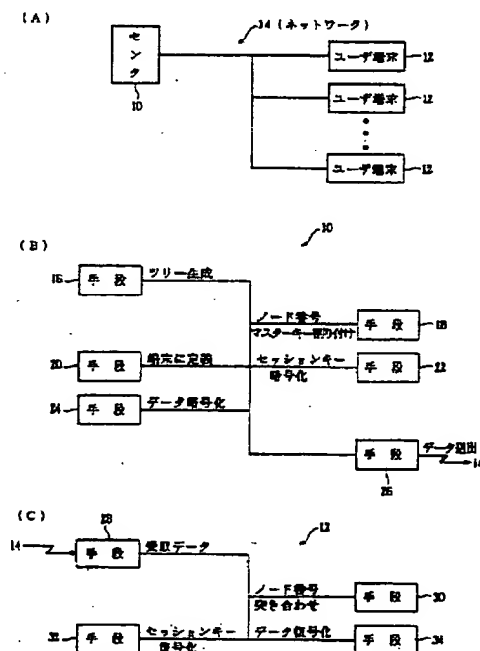 (A)
センタ
10
14(ネットワーク)
ユーザ端末
12
ユーザ端末
12
ユーザ端末
12
(B)
10
16
手段
ツリー生成
ノード番号
マスターキー割り付け
手段
18
20
手段
端末に定義
セッションキー
暗号化
手段
22
24
手段
データ暗号化
手段
データ送出
14
26
(C)
28
12
14
手段
受取データ
ノード番号
突き合わせ
手段
30
32
手段
セッションキー
復号化
データ復号化
手段
34